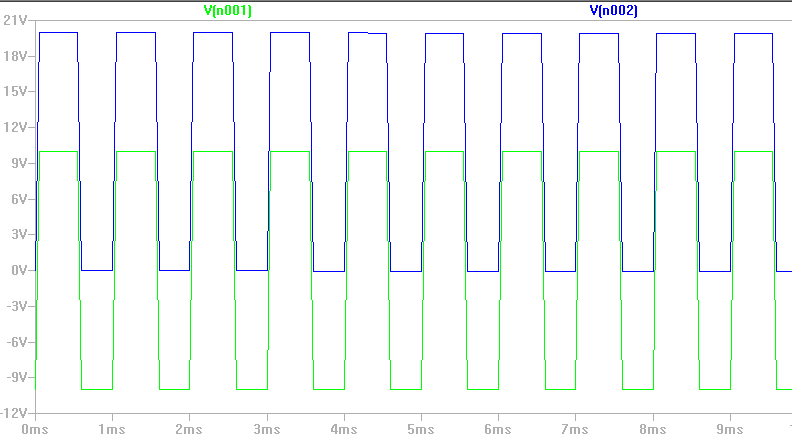 V(n001) V(n002)
21V
18V
15V
12V
9V
6V
3V
0V
-3V
-6V
-9V
-12V
0ms 1ms 2ms 3ms 4ms 5ms 6ms 7ms 8ms 9ms